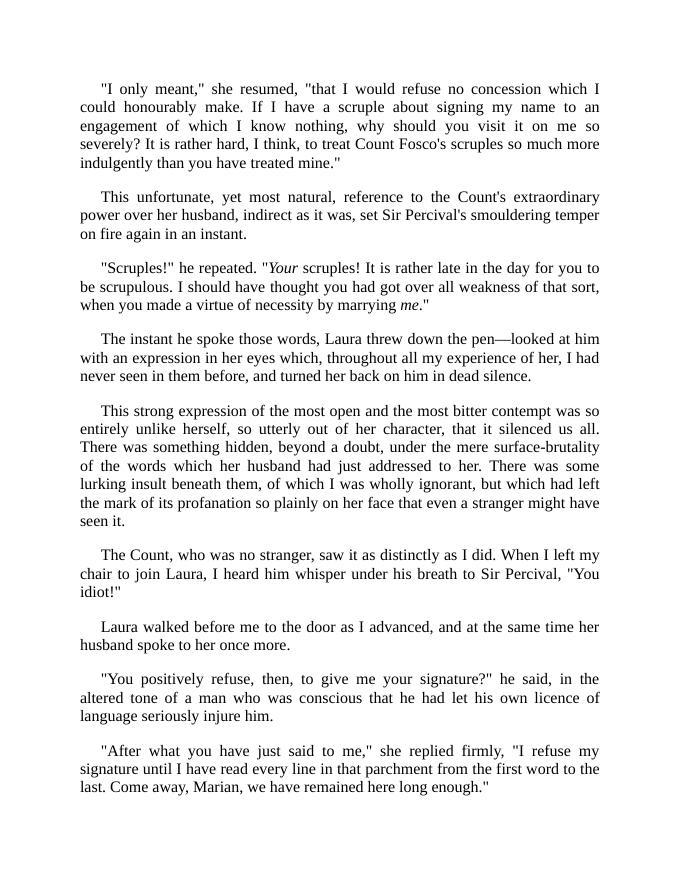 "I only meant," she resumed, "that I would refuse no concession which I
could honourably make. If I have a scruple about signing my name to an
engagement of which I know nothing, why should you visit it on me so
severely? It is rather hard, I think, to treat Count Fosco's scruples so much more
indulgently than you have treated mine."
This unfortunate, yet most natural, reference to the Count's extraordinary
power over her husband, indirect as it was, set Sir Percival's smouldering temper
on fire again in an instant.
"Scruples!" he repeated. "Your scruples! It is rather late in the day for you to
be scrupulous. I should have thought you had got over all weakness of that sort,
when you made a virtue of necessity by marrying me."
The instant he spoke those words, Laura threw down the pen—looked at him
with an expression in her eyes which, throughout all my experience of her, I had
never seen in them before, and turned her back on him in dead silence.
This strong expression of the most open and the most bitter contempt was so
entirely unlike herself, so utterly out of her character, that it silenced us all.
There was something hidden, beyond a doubt, under the mere surface-brutality
of the words which her husband had just addressed to her. There was some
lurking insult beneath them, of which I was wholly ignorant, but which had left
the mark of its profanation so plainly on her face that even a stranger might have
seen it.
The Count, who was no stranger, saw it as distinctly as I did. When I left my
chair to join Laura, I heard him whisper under his breath to Sir Percival, "You
idiot!"
Laura walked before me to the door as I advanced, and at the same time her
husband spoke to her once more.
"You positively refuse, then, to give me your signature?" he said, in the
altered tone of a man who was conscious that he had let his own licence of
language seriously injure him.
"After what you have just said to me," she replied firmly, "I refuse my
signature until I have read every line in that parchment from the first word to the
last. Come away, Marian, we have remained here long enough."